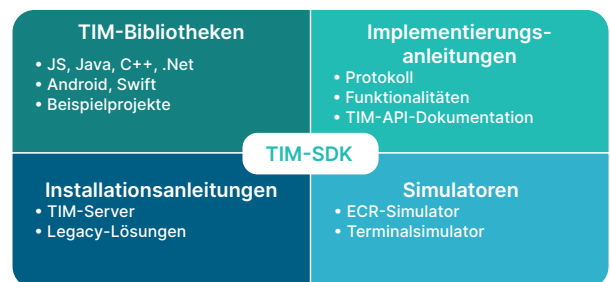 TIM-Bibliotheken
• JS, Java, C++, .Net
• Android, Swift
• Beispielprojekte
Implementierungs-
anleitungen
• Protokoll
• Funktionalitäten
• TIM-API-Dokumentation
TIM-SDK
Installationsanleitungen
• TIM-Server
• Legacy-Lösungen
Simulatoren
• ECR-Simulator
• Terminalsimulator